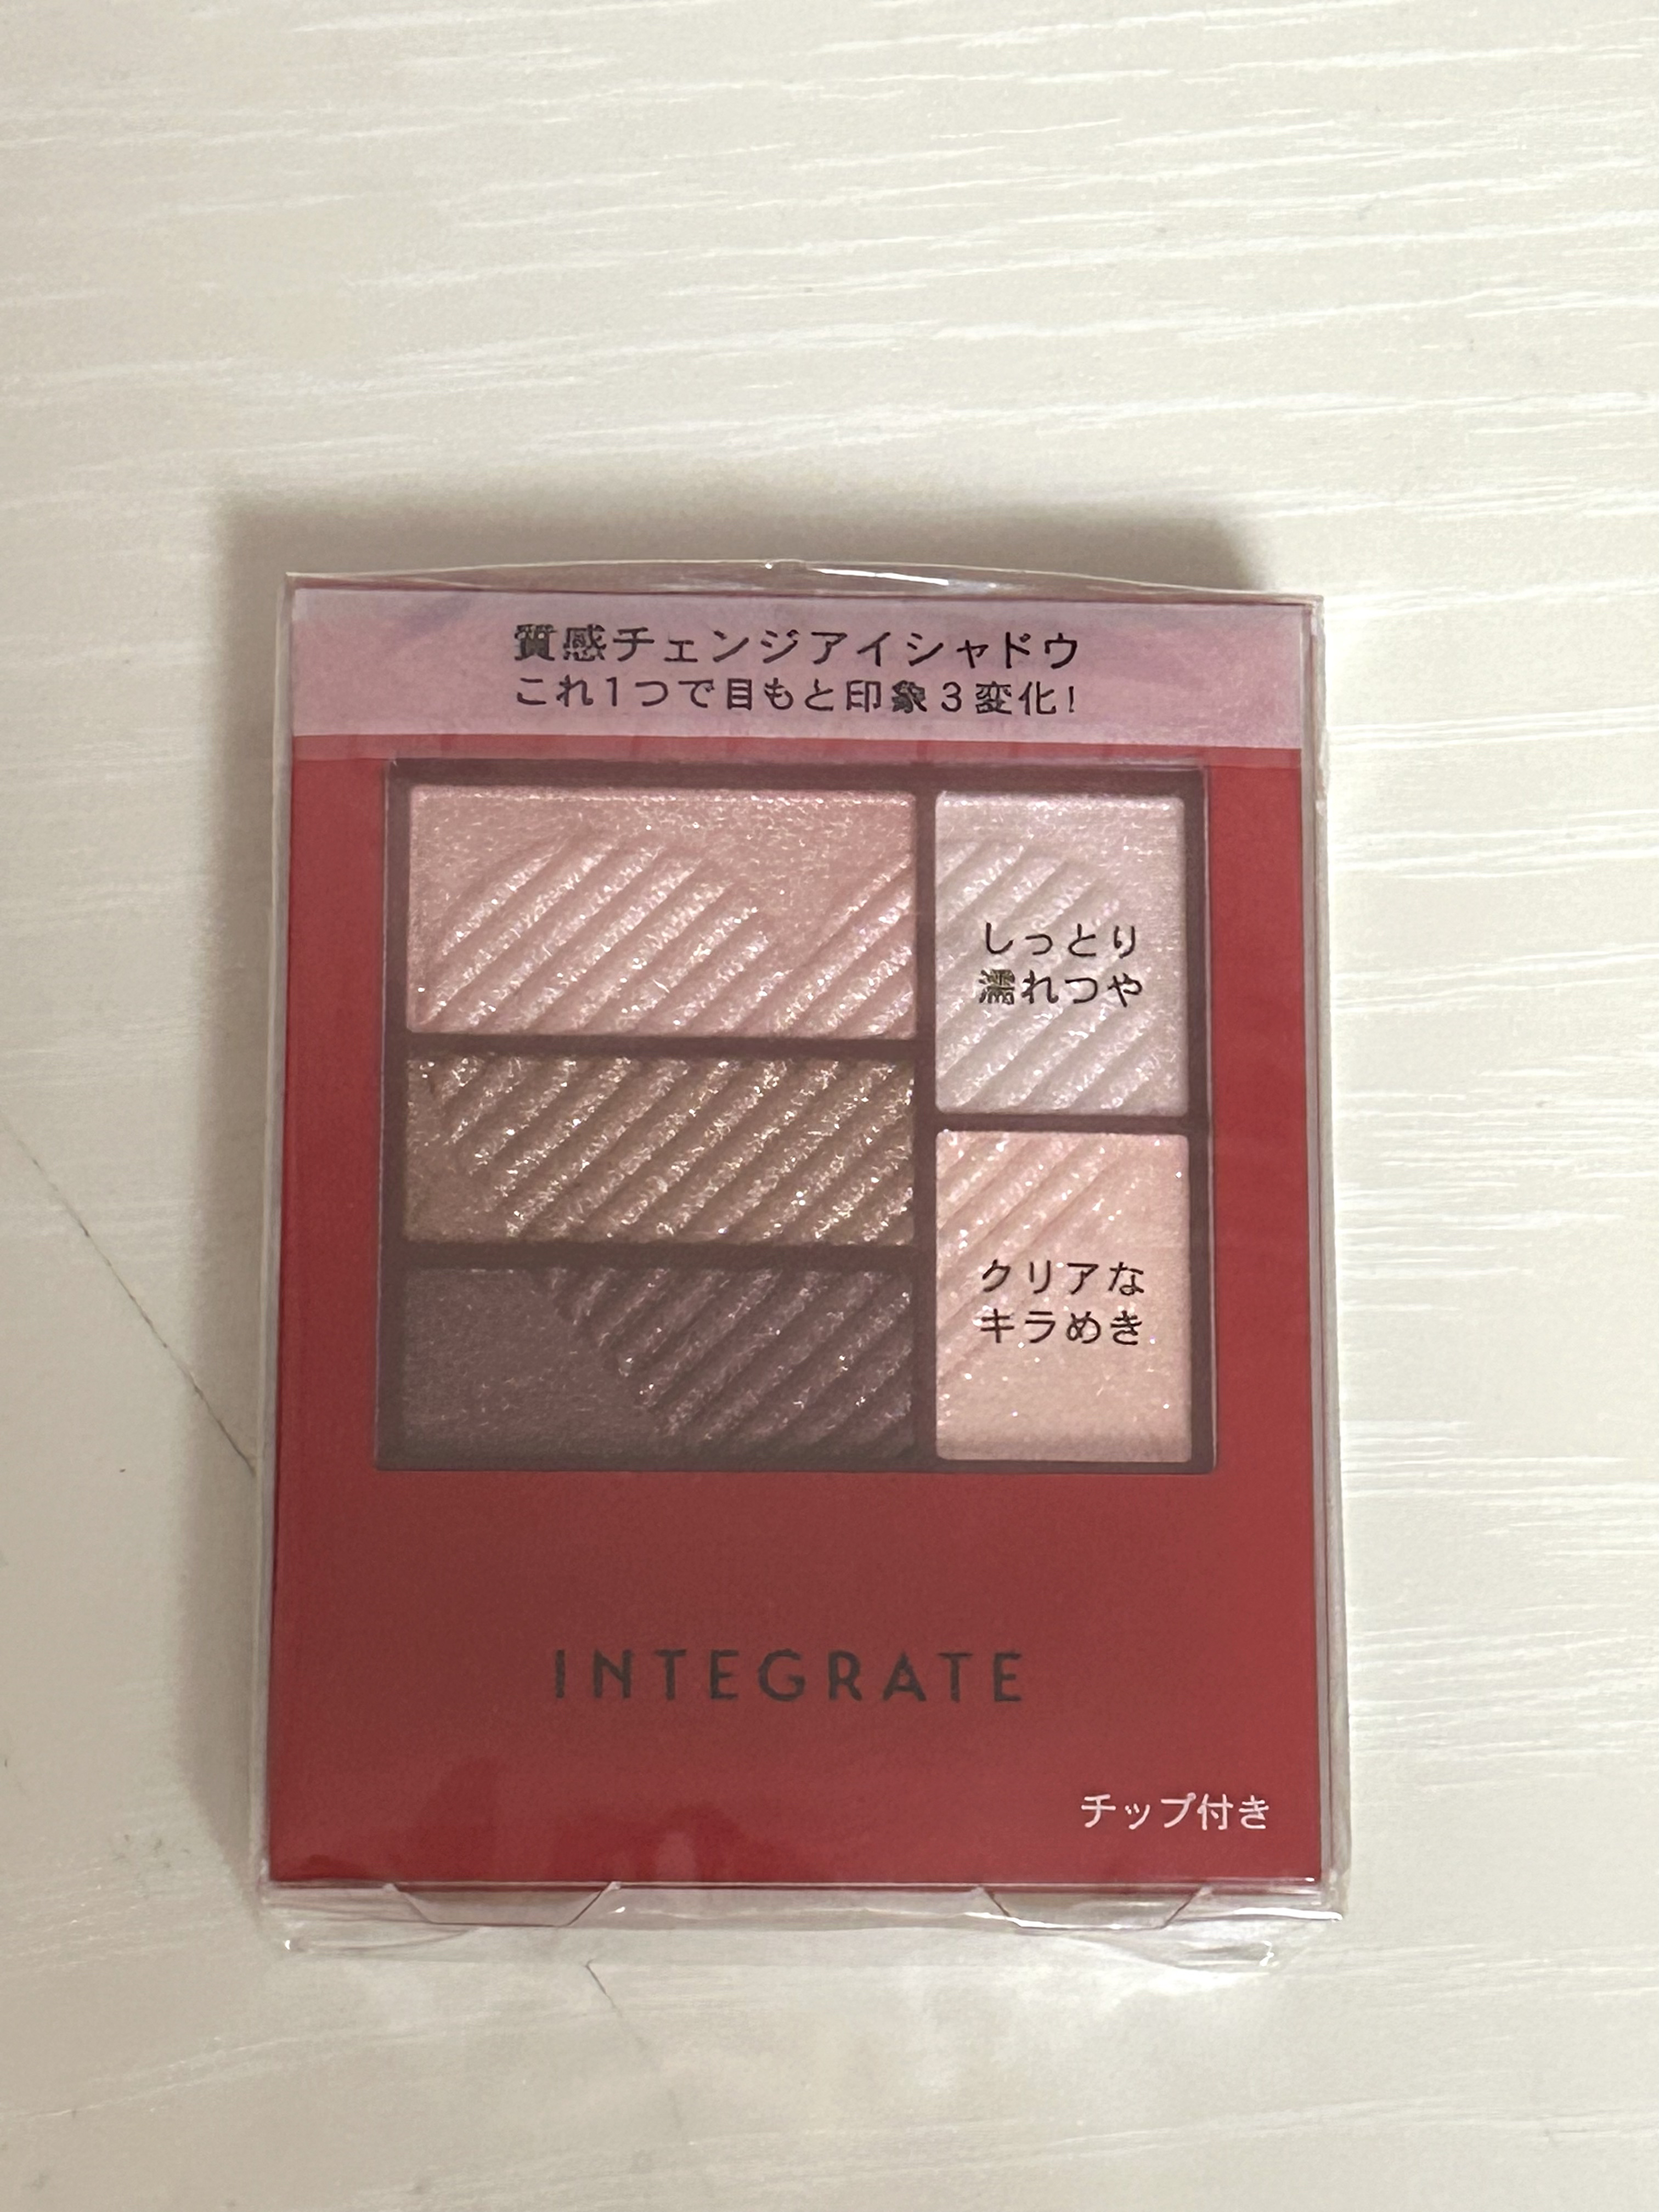 質感チェンジアイシャドウ
これ1つで目もと印象3変化!
しっとり
濡れつや
クリアな
キラめき
INTEGRATE
チップ付き